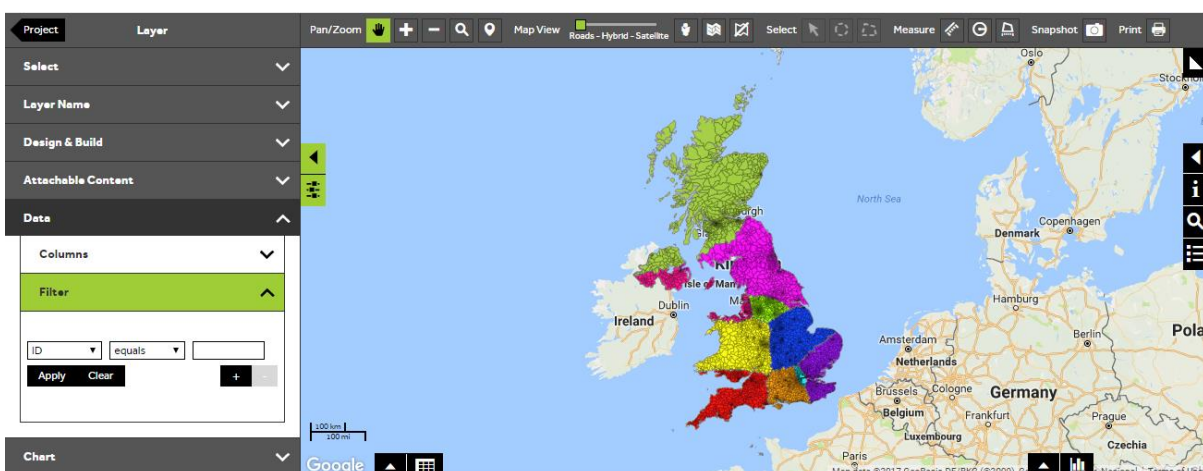 Project
Layer
Pan/Zoom
Map View
Roads - Hybrid - Satellite
Select
Measure
Snapshot
Print
Select
Layer Name
Design & Build
Attachable Content
Data
Columns
Filter
ID
equals
Apply
Clear
+
-
Chart
Oslo
North Sea
Copenhagen
Denmark
Isle of Man
Dublin
Ireland
Hamburg
Amsterdam
Netherlands
Berlin
Brussels
Cologne
Belgium
Germany
Frankfurt
Prague
Luxembourg
Czechia
Paris
100 km
100 mi
Google